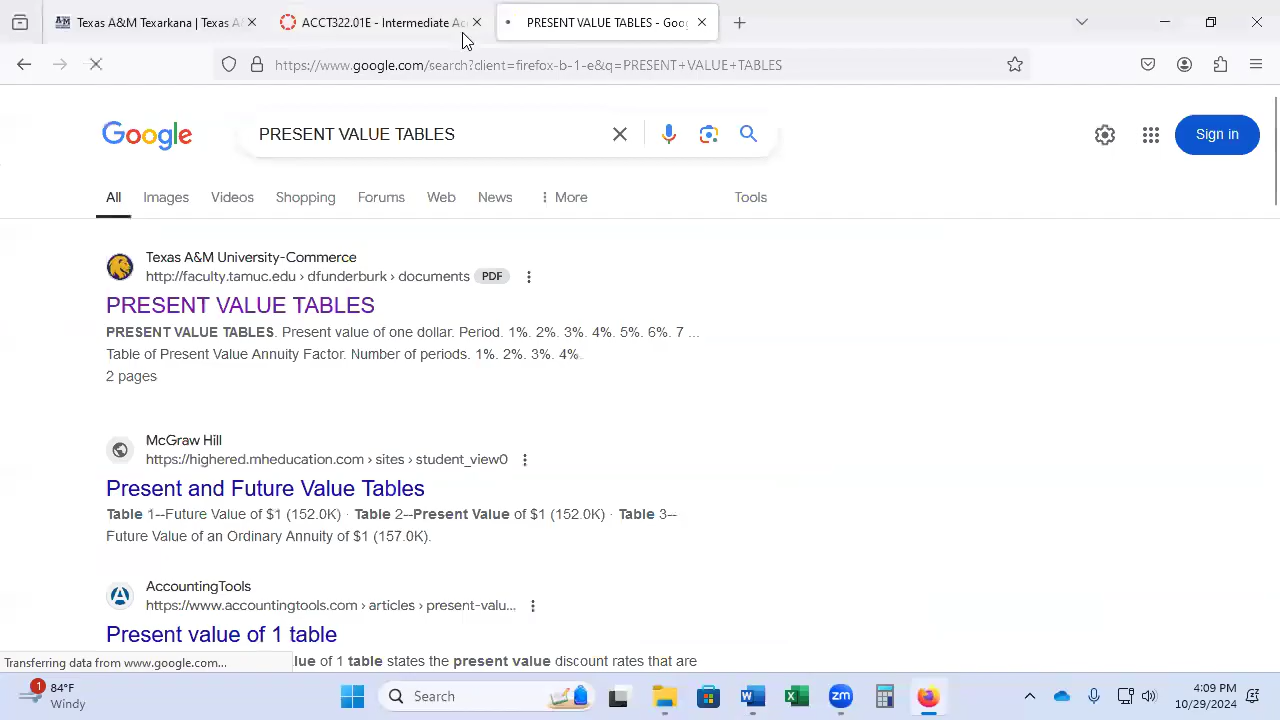 Texas A&M Texarkana | Texas A
ACCT322.01E - Intermediate Ac
PRESENT VALUE TABLES - Goog
https://www.google.com/search?client=firefox-b-1-e&q=PRESENT+VALUE+TABLES
Google
PRESENT VALUE TABLES
Sign in
All Images Videos Shopping Forums Web News More Tools
Texas A&M University-Commerce
http://faculty.tamuc.edu › dfunderburk › documents PDF
PRESENT VALUE TABLES
PRESENT VALUE TABLES. Present value of one dollar. Period. 1%. 2%. 3%. 4%. 5%. 6%. 7 ...
Table of Present Value Annuity Factor. Number of periods. 1%. 2%. 3%. 4%.
2 pages
McGraw Hill
https://highered.mheducation.com › sites › student_view0
Present and Future Value Tables
Table 1--Future Value of $1 (152.0K) · Table 2--Present Value of $1 (152.0K) · Table 3--
Future Value of an Ordinary Annuity of $1 (157.0K).
AccountingTools
https://www.accountingtools.com › articles › present-valu...
Present value of 1 table
lue of 1 table states the present value discount rates that are
Transferring data from www.google.com...
1
84°F
Windy
Search
W
X
zm
4:09 PM
10/29/2024